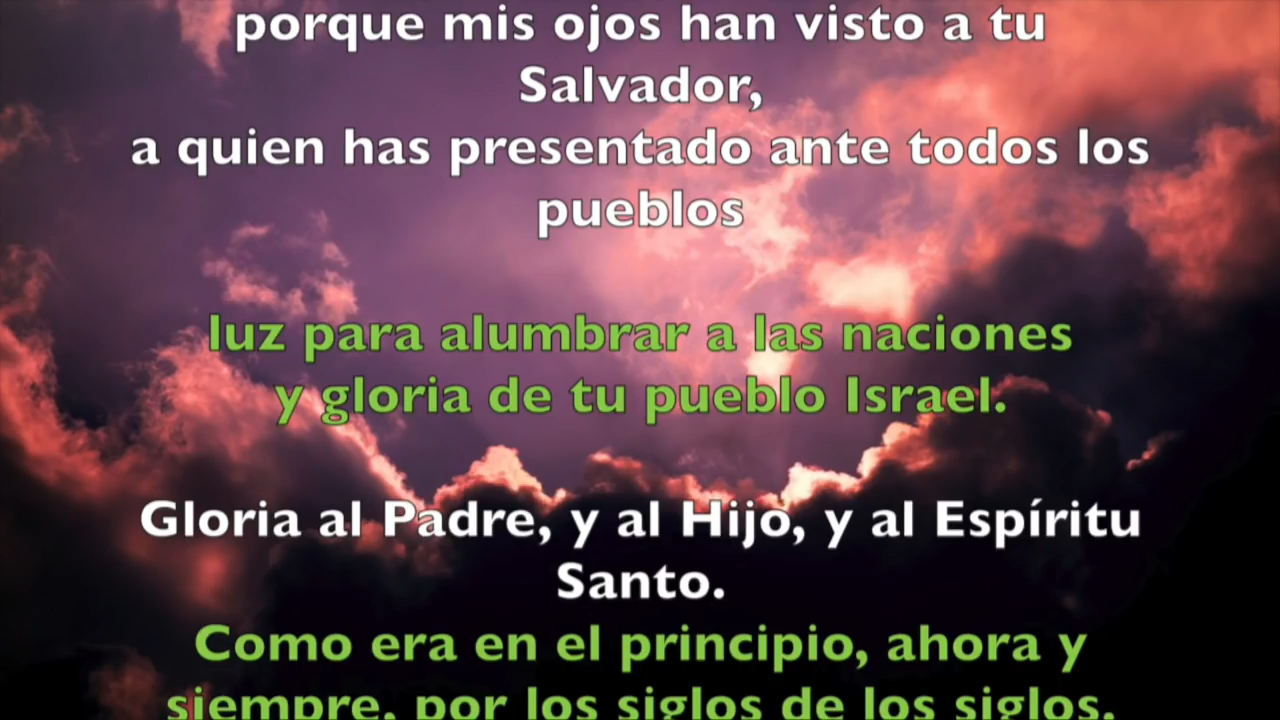 porque mis ojos han visto a tu
Salvador,
a quien has presentado ante todos los
pueblos
luz para alumbrar a las naciones
y gloria de tu pueblo Israel.
Gloria al Padre, y al Hijo, y al Espíritu
Santo.
Como era en el principio, ahora y
siempre, por los siglos de los siglos.